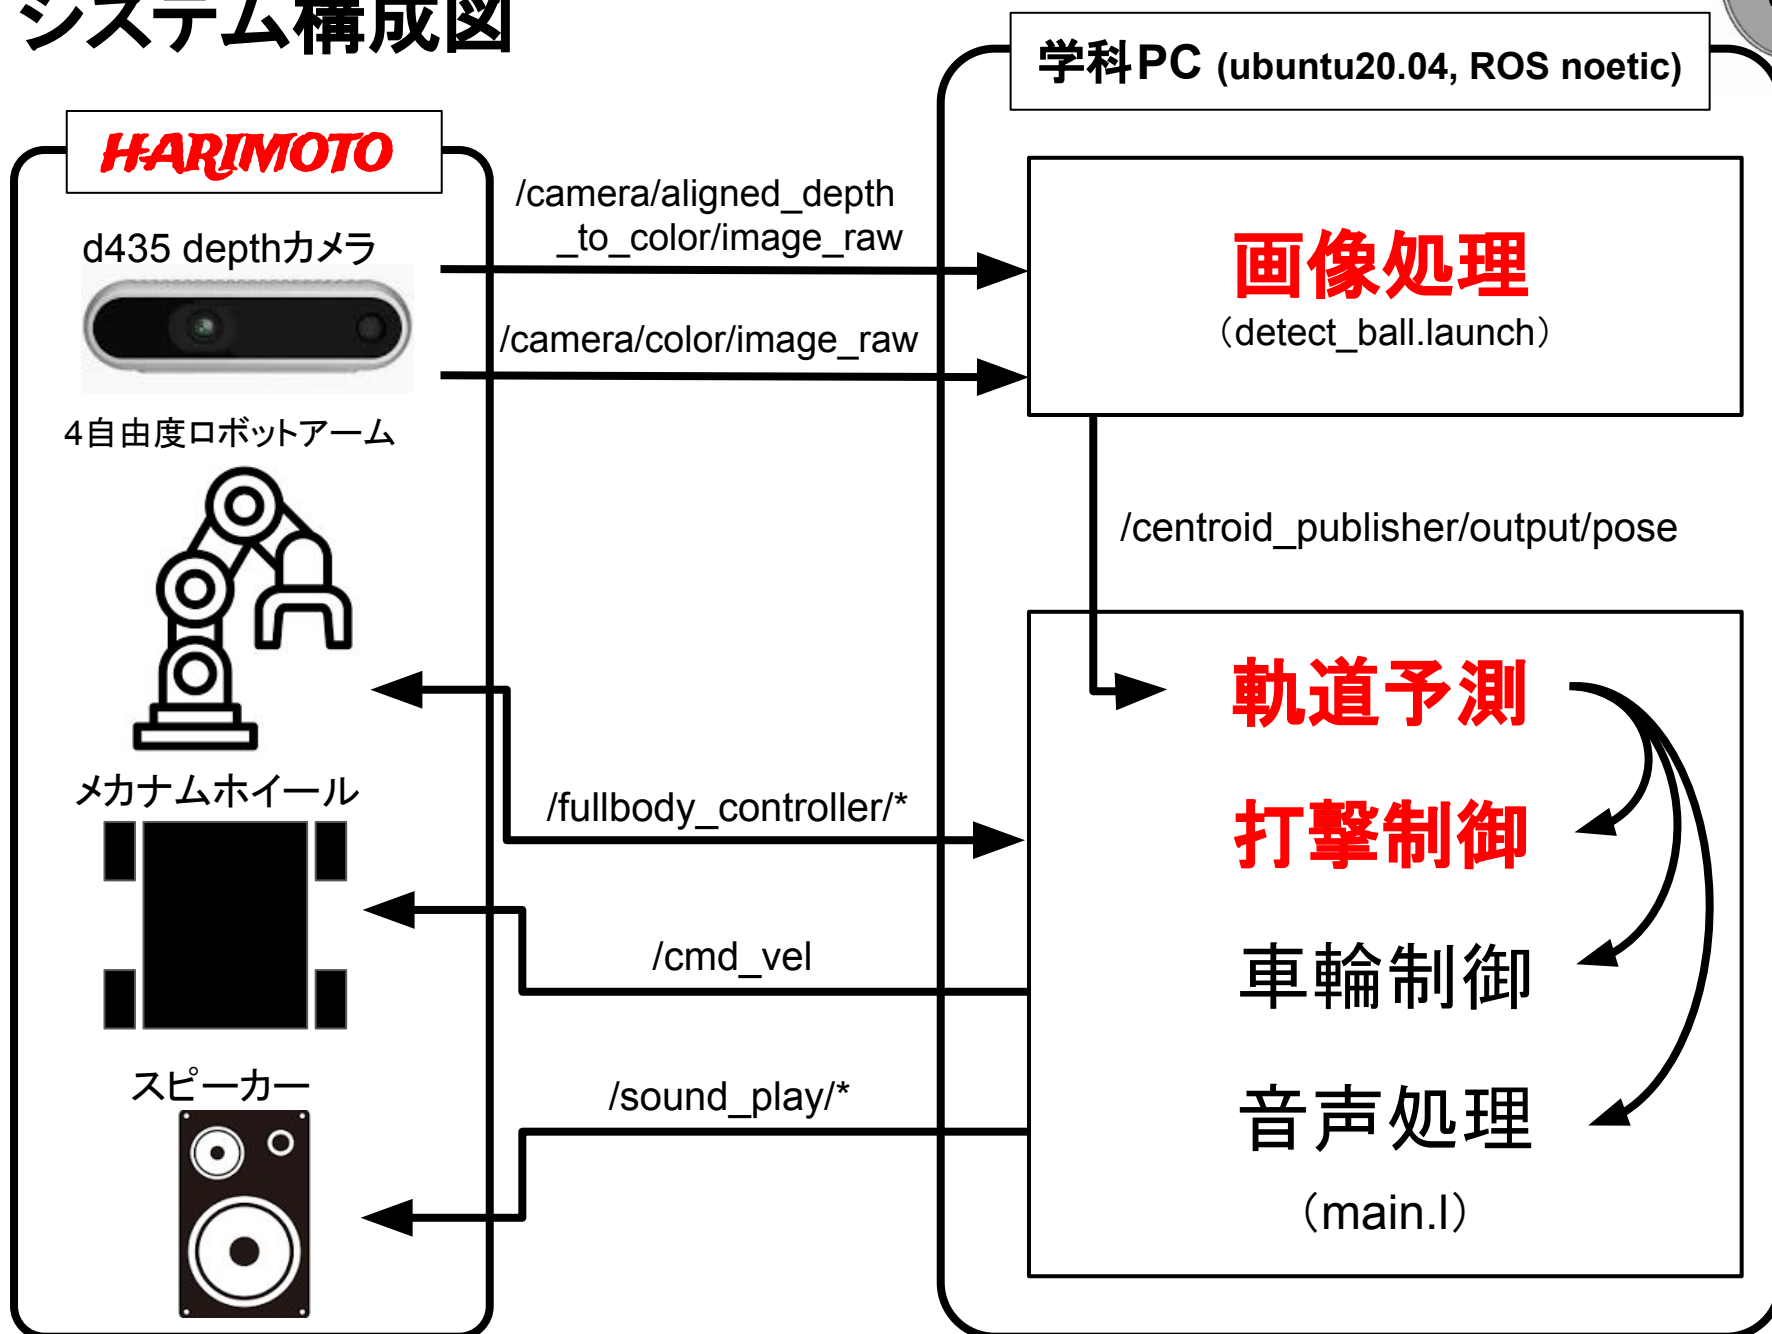 システム構成図
学科PC (ubuntu20.04, ROS noetic)
HARIMOTO
d435 depthカメラ
/camera/aligned_depth
_to_color/image_raw
/camera/color/image_raw
画像処理
（detect_ball.launch）
4自由度ロボットアーム
/centroid_publisher/output/pose
軌道予測
メカナムホイール
/fullbody_controller/*
打撃制御
/cmd_vel
車輪制御
スピーカー
/sound_play/*
音声処理
（main.l）